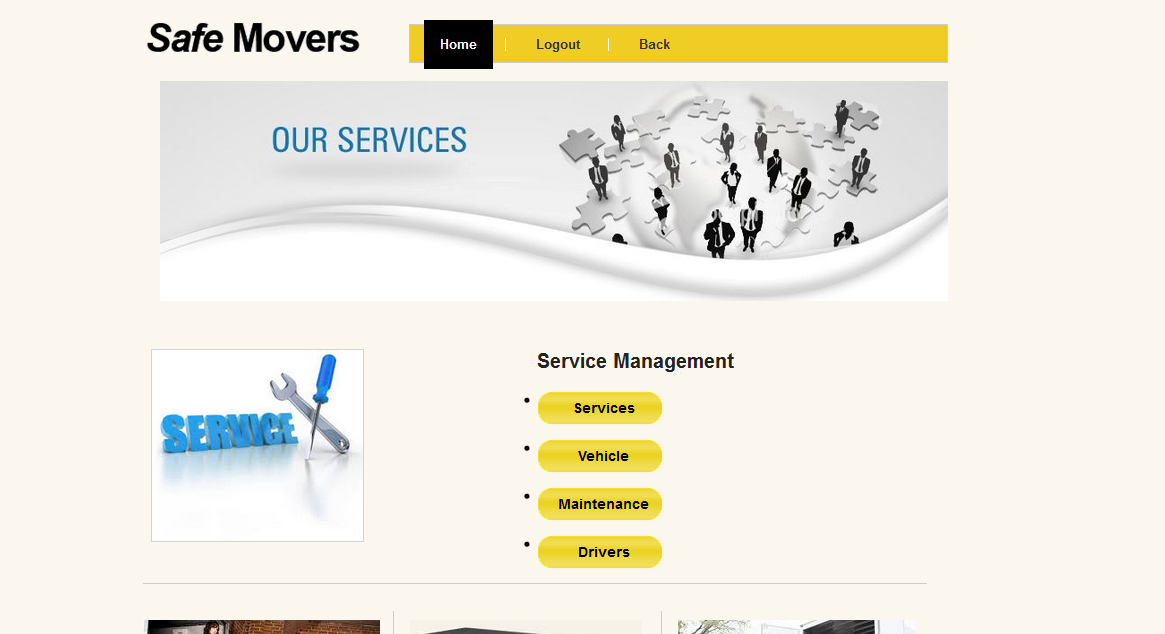 Safe Movers
Home
Logout
Back
OUR SERVICES
SERVICE
Service Management
Services
Vehicle
Maintenance
Drivers